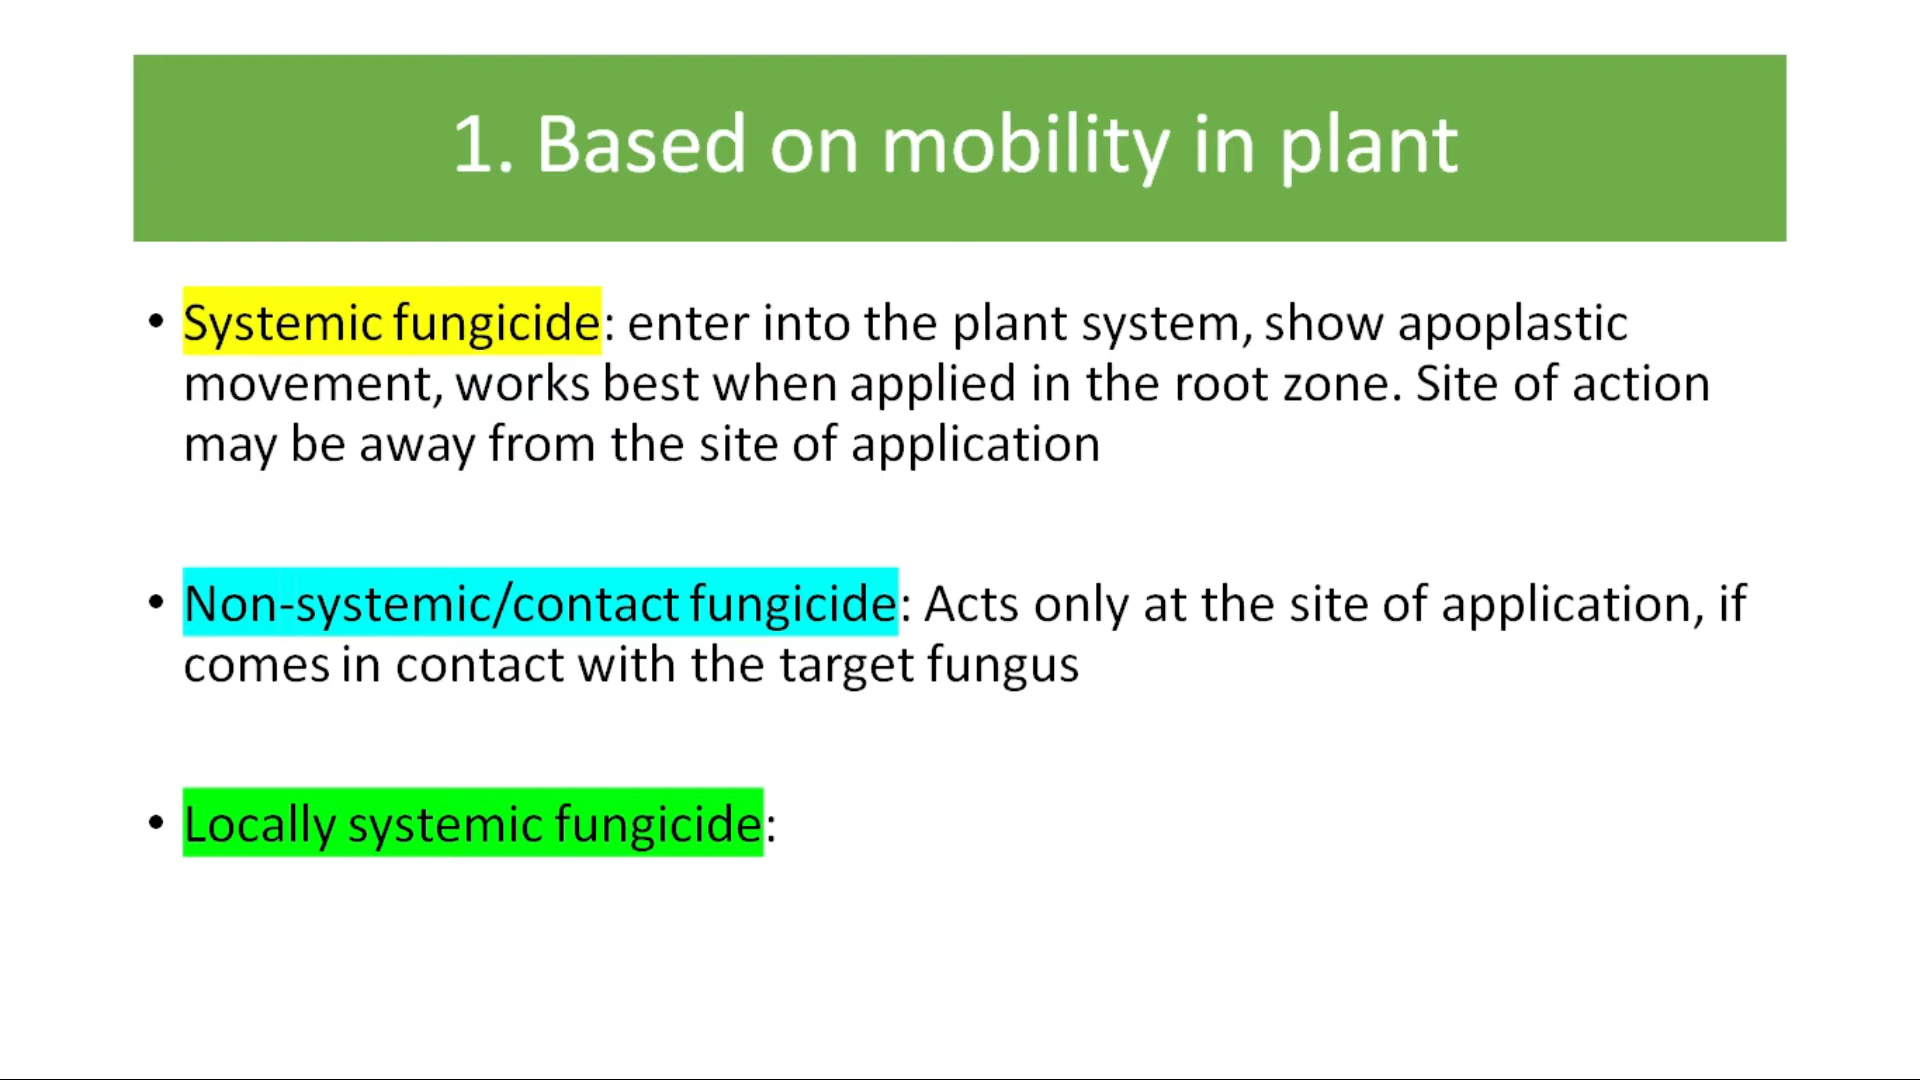 1. Based on mobility in plant
• Systemic fungicide: enter into the plant system, show apoplastic
movement, works best when applied in the root zone. Site of action
may be away from the site of application
• Non-systemic/contact fungicide: Acts only at the site of application, if
comes in contact with the target fungus
• Locally systemic fungicide: